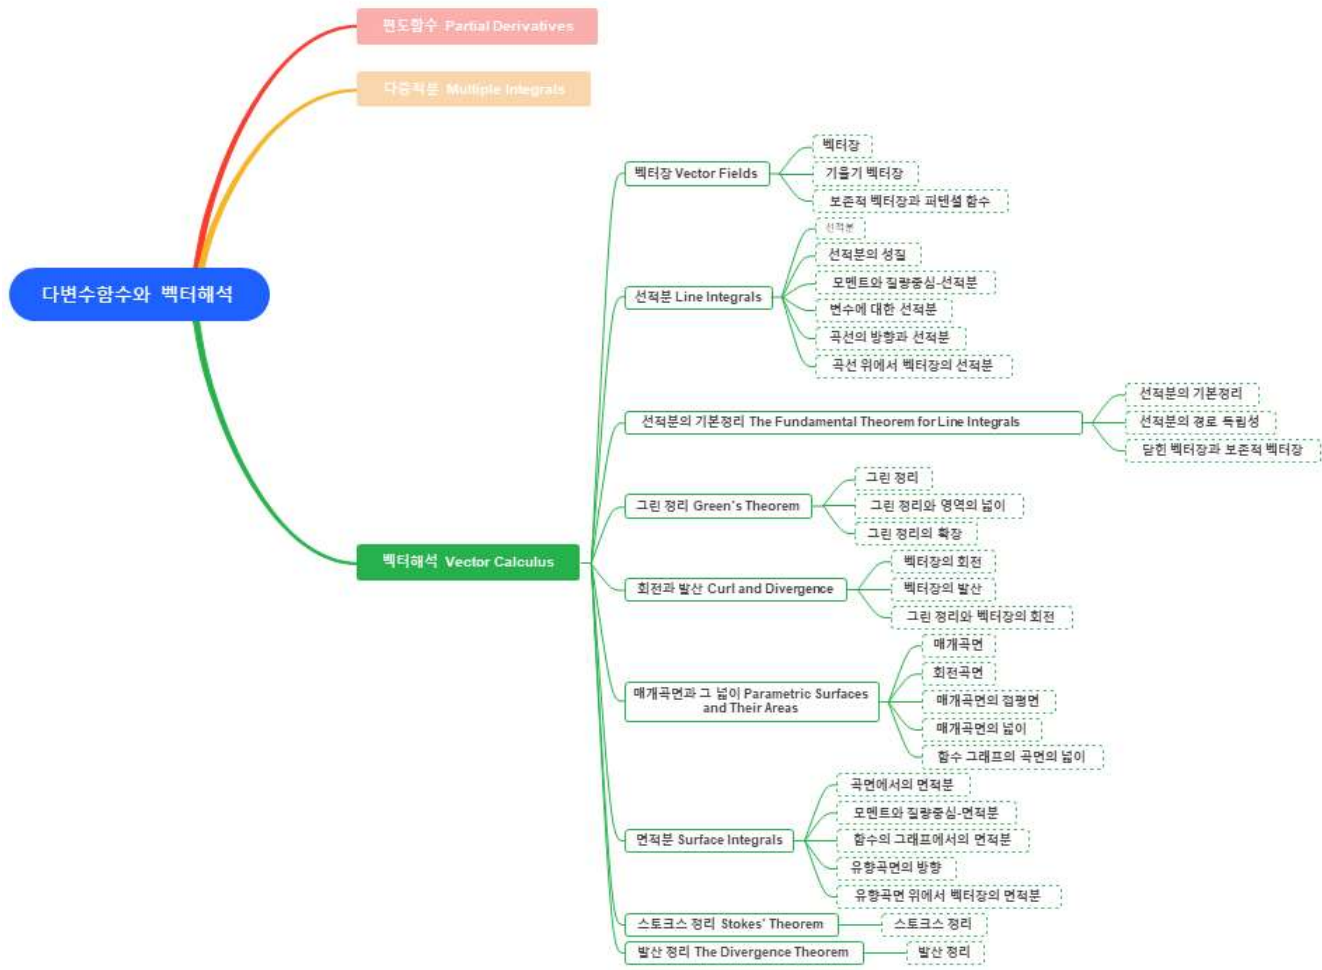 편도함수 Partial Derivatives
다중적분 Multiple Integrals
다변수함수와 벡터해석
벡터해석 Vector Calculus
벡터장 Vector Fields
벡터장
기울기 벡터장
보존적 벡터장과 퍼텐셜 함수
선적분 Line Integrals
선적분
선적분의 성질
모멘트와 질량중심-선적분
변수에 대한 선적분
곡선의 방향과 선적분
곡선 위에서 벡터장의 선적분
선적분의 기본정리 The Fundamental Theorem for Line Integrals
선적분의 기본정리
선적분의 경로 독립성
닫힌 벡터장과 보존적 벡터장
그린 정리 Green's Theorem
그린 정리
그린 정리와 영역의 넓이
그린 정리의 확장
회전과 발산 Curl and Divergence
벡터장의 회전
벡터장의 발산
그린 정리와 벡터장의 회전
매개곡면과 그 넓이 Parametric Surfaces
and Their Areas
매개곡면
회전곡면
매개곡면의 접평면
매개곡면의 넓이
함수 그래프의 곡면의 넓이
면적분 Surface Integrals
곡면에서의 면적분
모멘트와 질량중심-면적분
함수의 그래프에서의 면적분
유향곡면의 방향
유향곡면 위에서 벡터장의 면적분
스토크스 정리 Stokes' Theorem
스토크스 정리
발산 정리 The Divergence Theorem
발산 정리